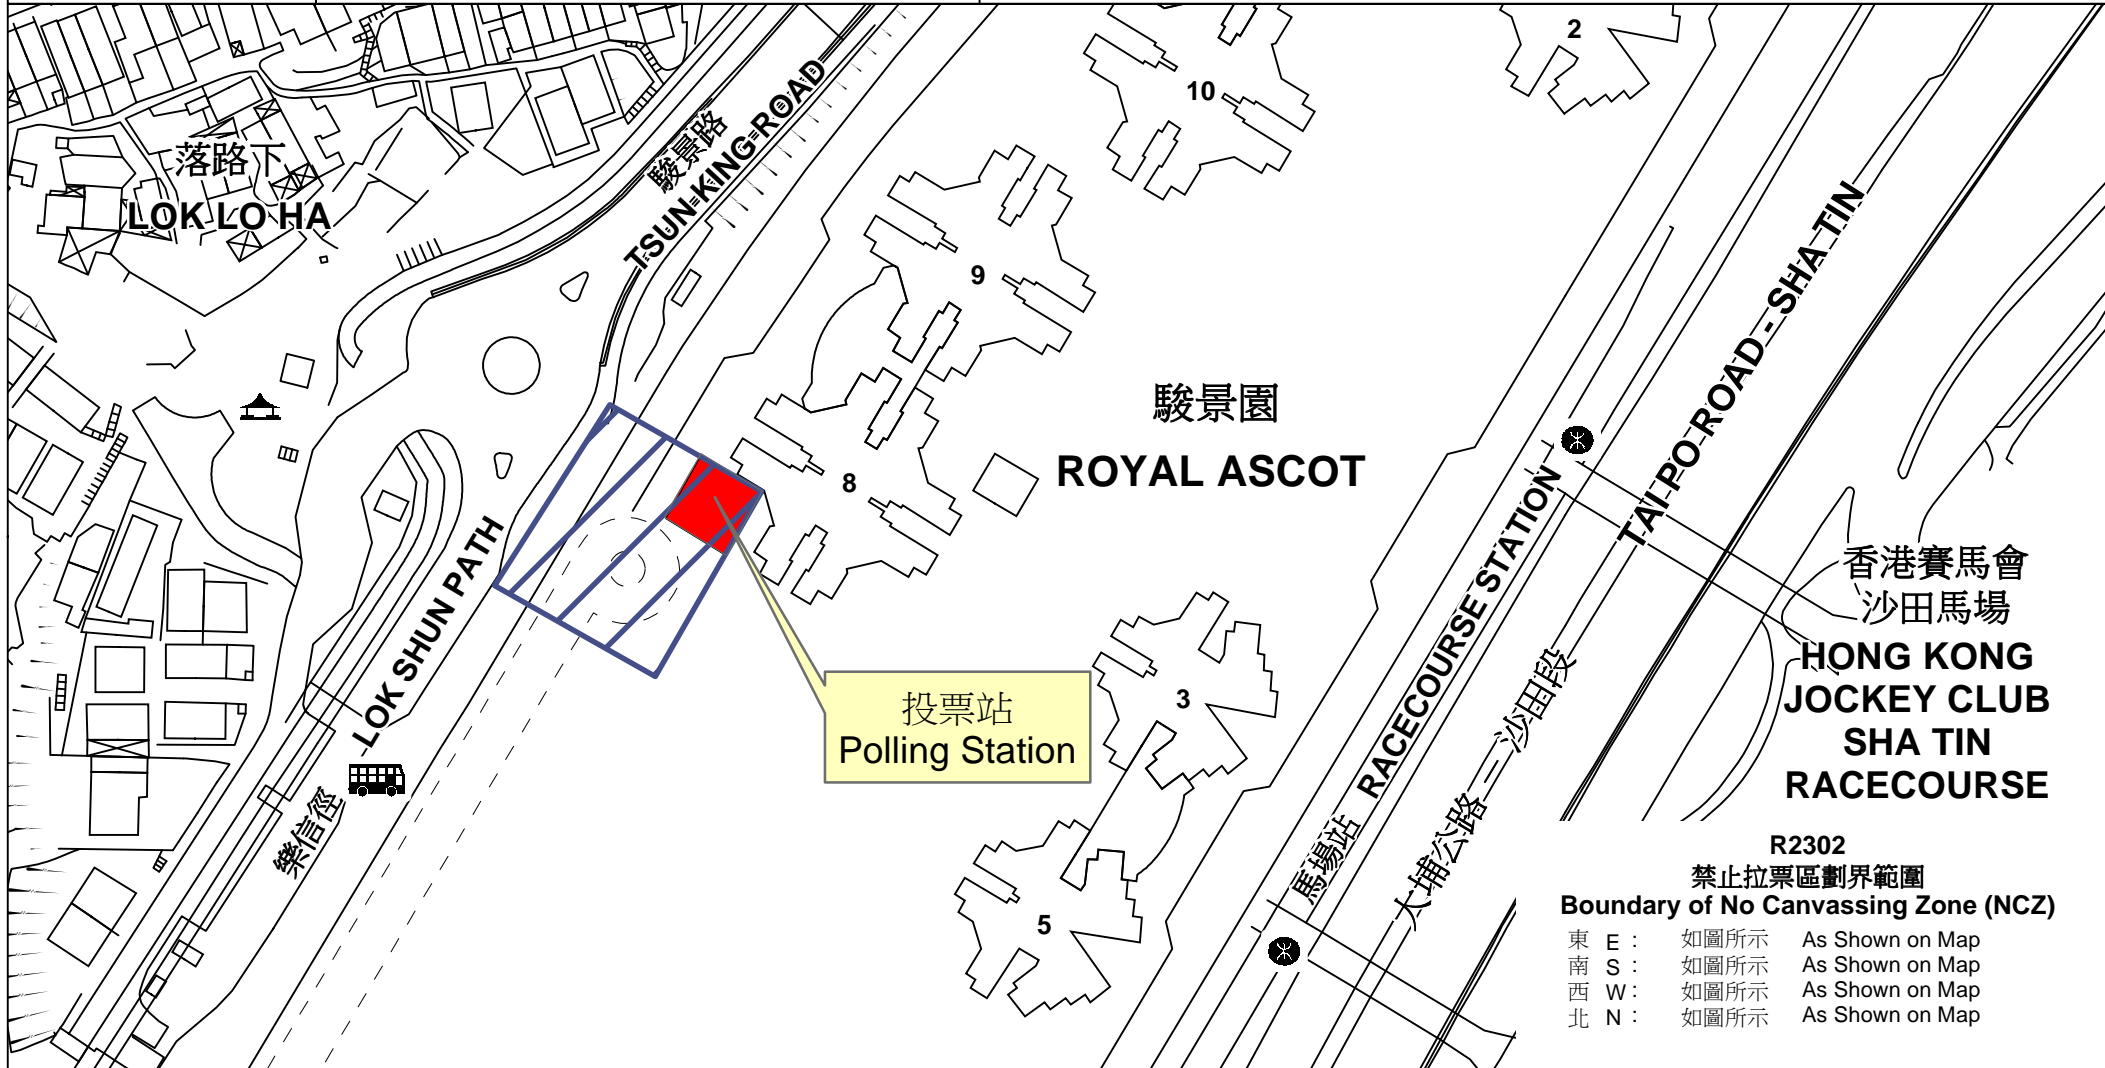 2
10
駿景路
TSUN KING ROAD
落路下
LOK LO HA
9
駿景園
ROYAL ASCOT
8
TAI PO ROAD - SHA TIN
大埔公路 - 沙田段
馬場站 RACECOURSE STATION
LOK SHUN PATH
樂信徑
香港賽馬會
沙田馬場
HONG KONG
JOCKEY CLUB
SHA TIN
RACECOURSE
投票站
Polling Station
3
5
R2302
禁止拉票區劃界範圍
Boundary of No Canvassing Zone (NCZ)
東 E : 如圖所示 As Shown on Map
南 S : 如圖所示 As Shown on Map
西 W : 如圖所示 As Shown on Map
北 N : 如圖所示 As Shown on Map